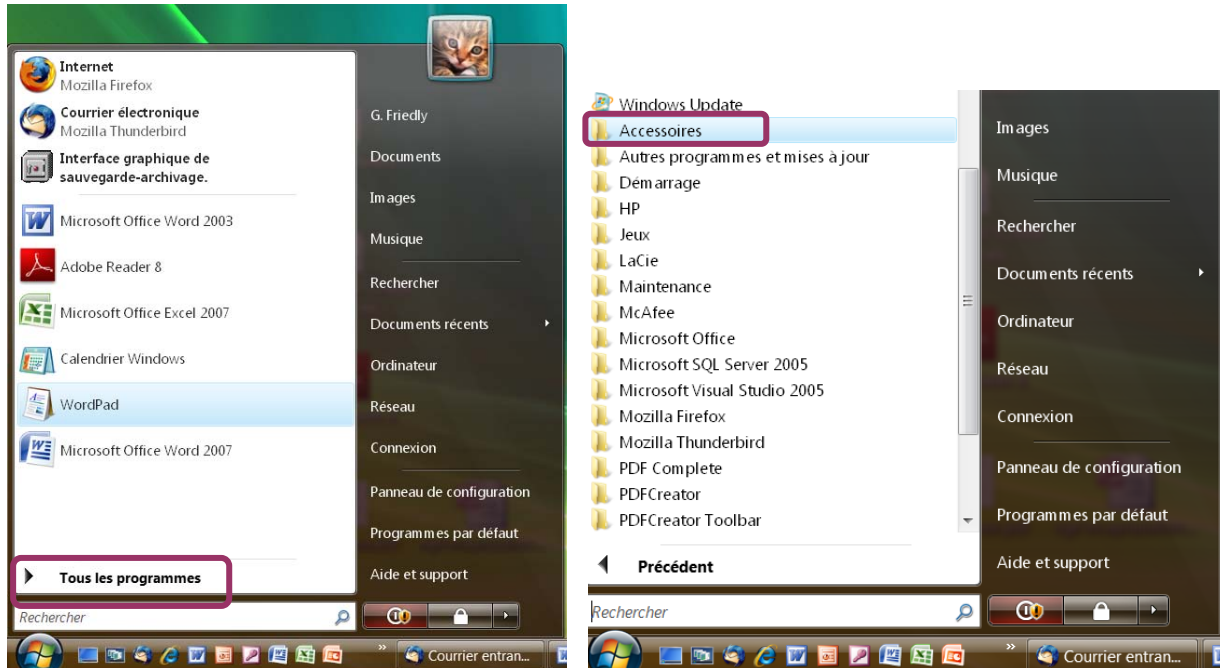 Internet
Mozilla Firefox
Courrier électronique
Mozilla Thunderbird
Interface graphique de
sauvegarde-archivage.
Microsoft Office Word 2003
Adobe Reader 8
Microsoft Office Excel 2007
Calendrier Windows
WordPad
Microsoft Office Word 2007
Tous les programmes
Rechercher
G. Friedly
Documents
Images
Musique
Rechercher
Documents récents
Ordinateur
Réseau
Connexion
Panneau de configuration
Programmes par défaut
Aide et support
Courrier entran...
Windows Update
Accessoires
Autres programmes et mises à jour
Démarrage
HP
Jeux
LaCie
Maintenance
McAfee
Microsoft Office
Microsoft SQL Server 2005
Microsoft Visual Studio 2005
Mozilla Firefox
Mozilla Thunderbird
PDF Complete
PDFCreator
PDFCreator Toolbar
Précédent
Rechercher
Images
Musique
Rechercher
Documents récents
Ordinateur
Réseau
Connexion
Panneau de configuration
Programmes par défaut
Aide et support
Courrier entran...